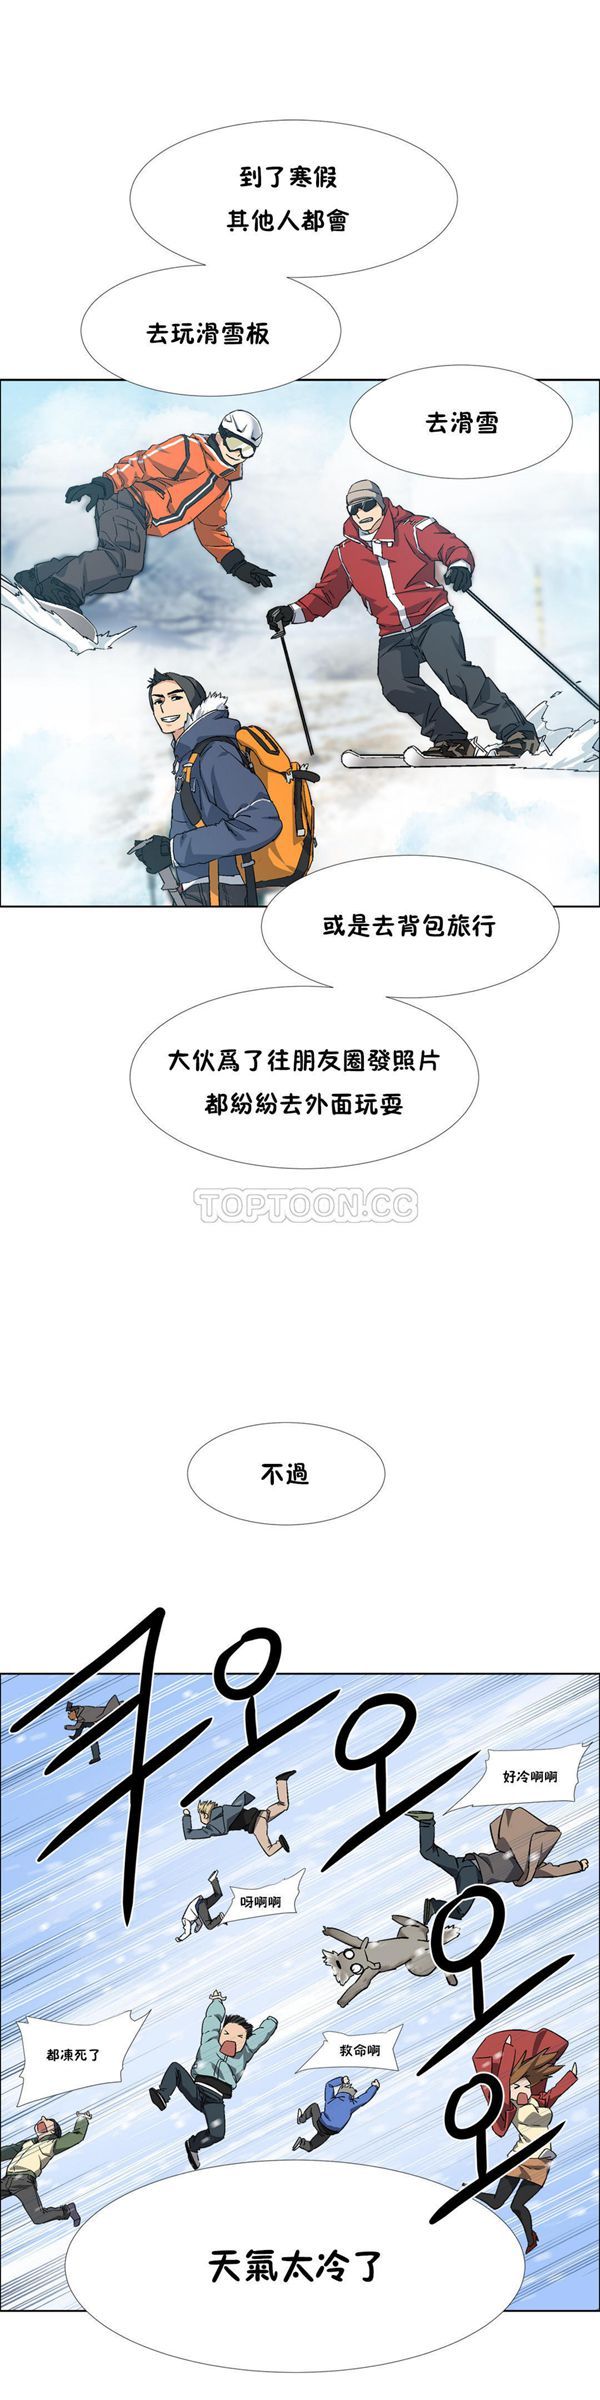 到了寒假
其他人都會
去玩滑雪板
去滑雪
或是去背包旅行
大伙爲了往朋友圈發照片
都紛紛去外面玩耍
TOPTOON.CC
不過
쿠오오오오
好冷啊啊
呀啊啊
都凍死了
救命啊
天氣太冷了